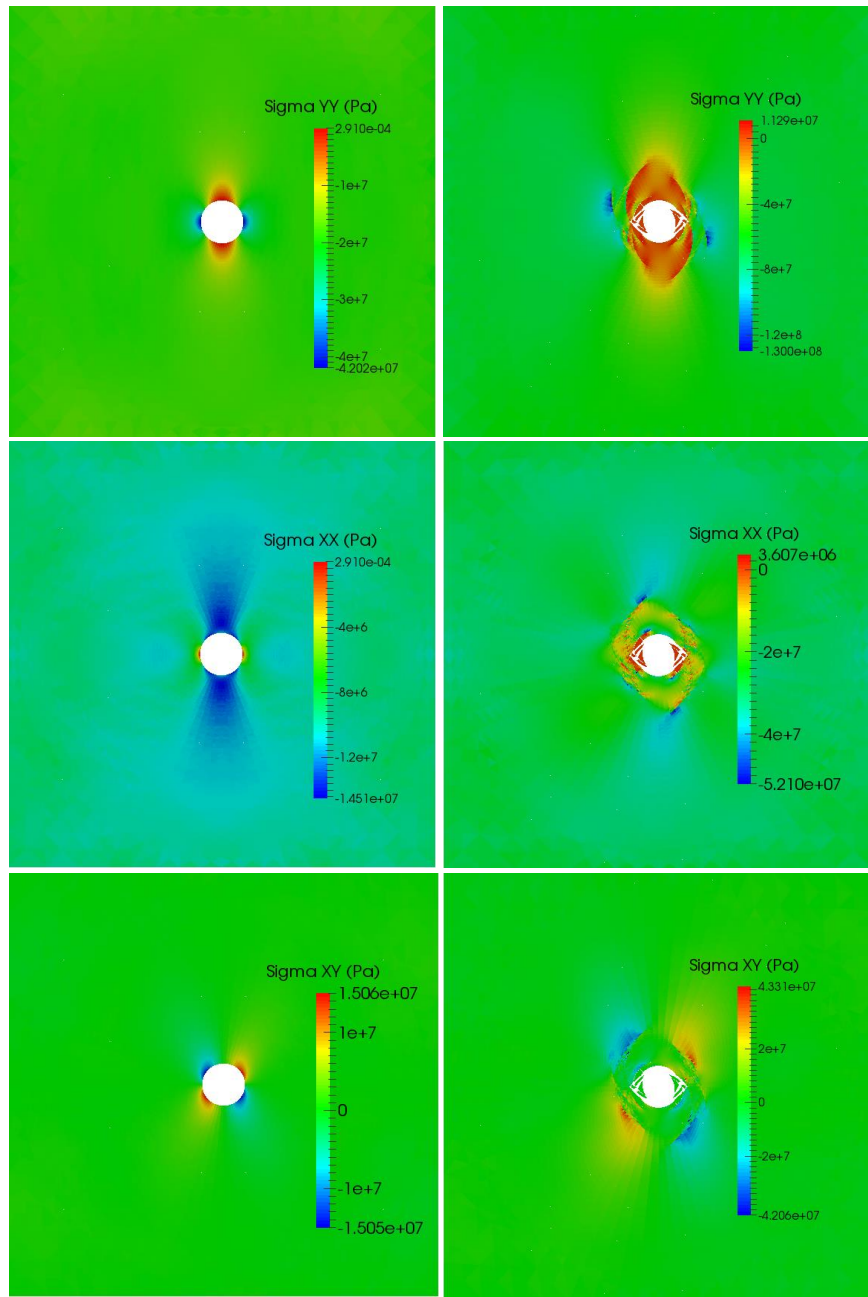 Sigma YY (Pa)
2.910e-04
-1e+7
-2e+7
-3e+7
-4e+7
-4.202e+07
Sigma YY (Pa)
1.129e+07
0
-4e+7
-8e+7
-1.2e+8
-1.300e+08
Sigma XX (Pa)
2.910e-04
-4e+6
-8e+6
-1.2e+7
-1.451e+07
Sigma XX (Pa)
3.607e+06
0
-2e+7
-4e+7
-5.210e+07
Sigma XY (Pa)
1.506e+07
1e+7
0
-1e+7
-1.505e+07
Sigma XY (Pa)
4.331e+07
2e+7
0
-2e+7
-4.206e+07